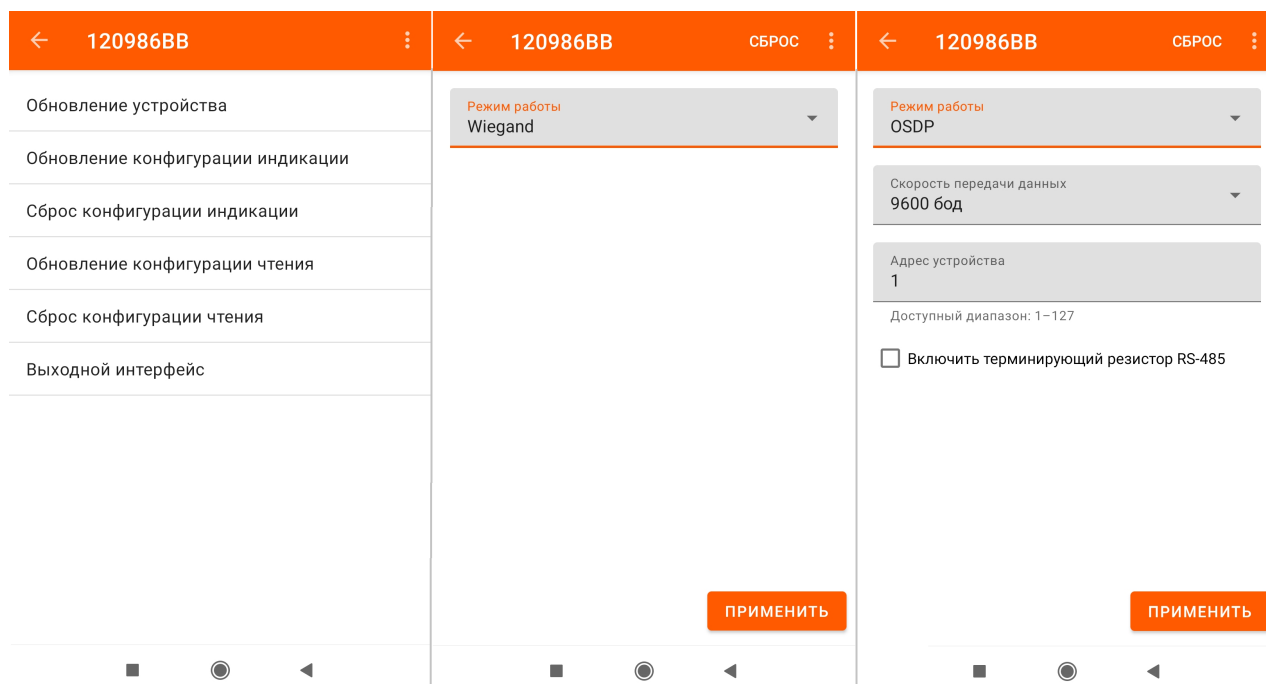 120986BB
Обновление устройства
Обновление конфигурации индикации
Сброс конфигурации индикации
Обновление конфигурации чтения
Сброс конфигурации чтения
Выходной интерфейс
120986BB СБРОС
Режим работы
Wiegand
ПРИМЕНИТЬ
120986BB СБРОС
Режим работы
OSDP
Скорость передачи данных
9600 бод
Адрес устройства
1
Доступный диапазон: 1–127
Включить терминирующий резистор RS-485
ПРИМЕНИТЬ